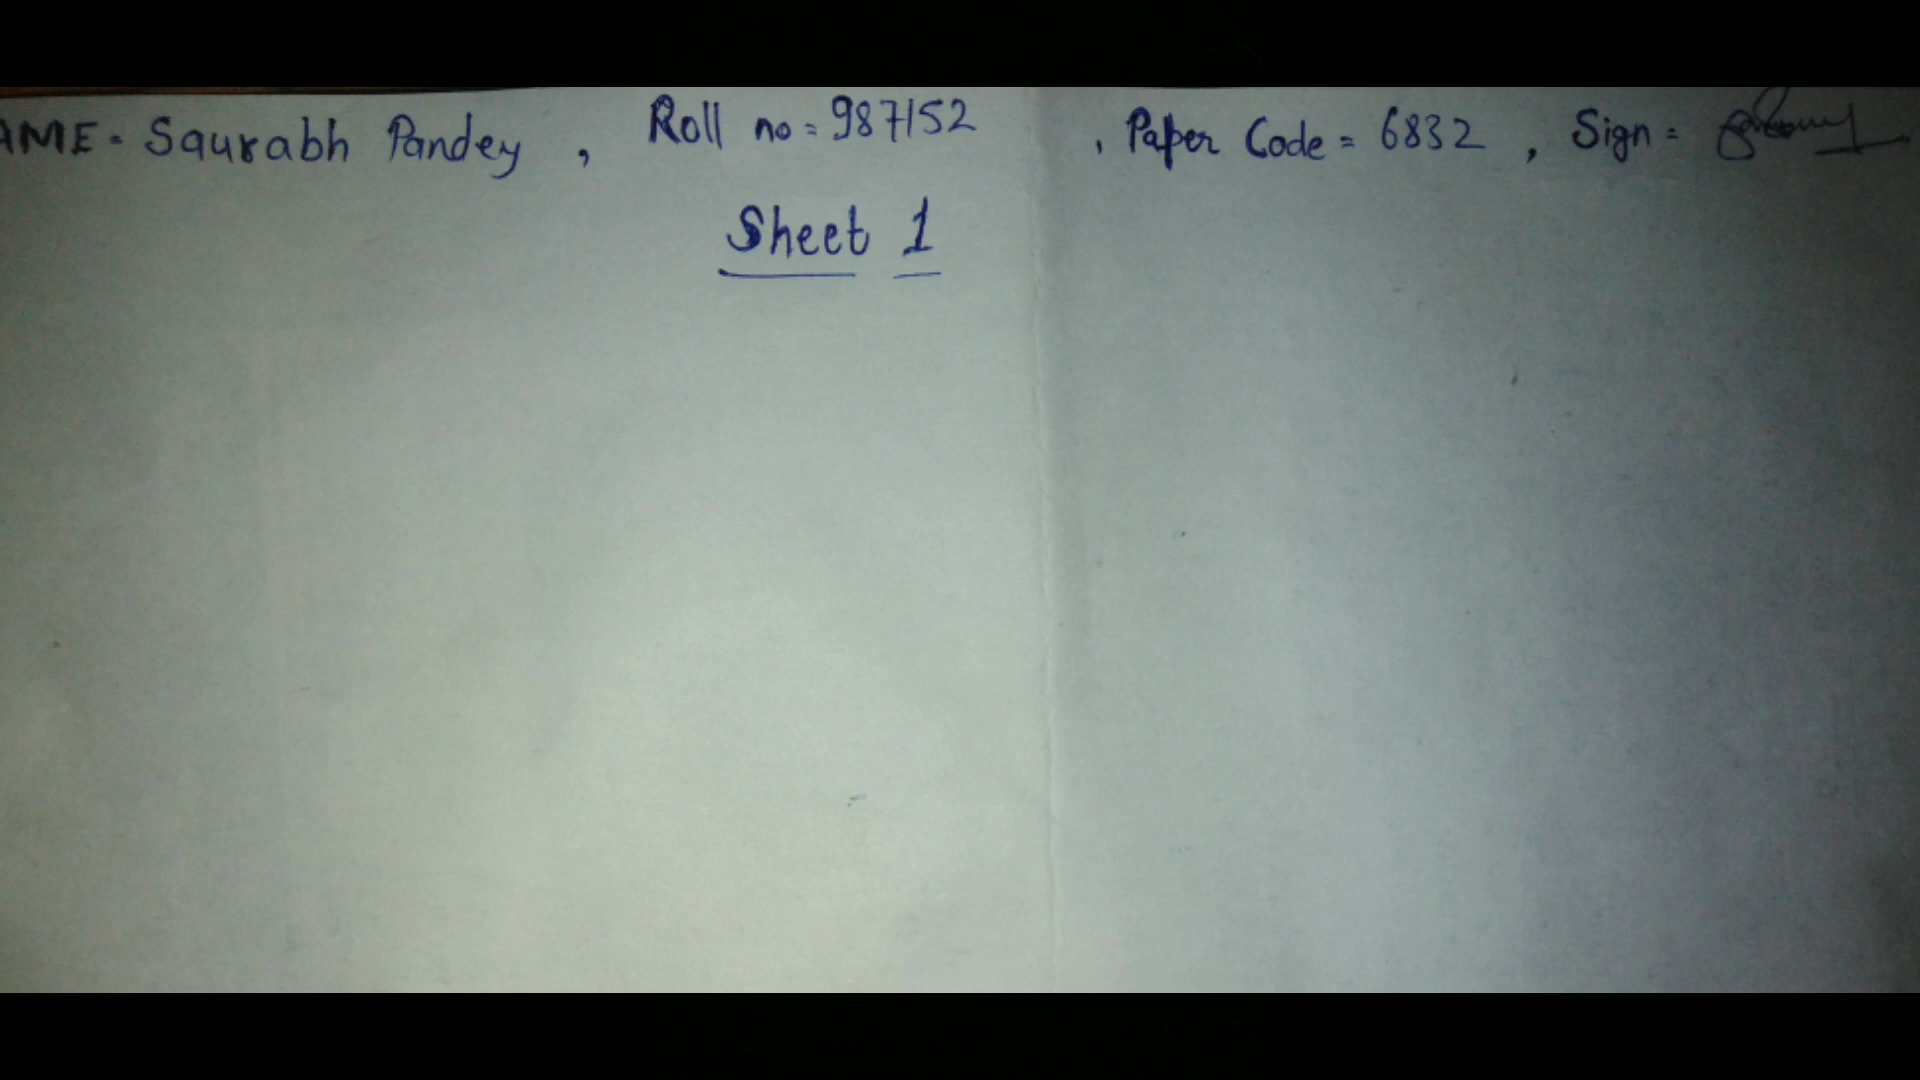 AME - Saurabh Pandey , Roll no = 987152 , Paper Code = 6832 , Sign =
Sheet 1